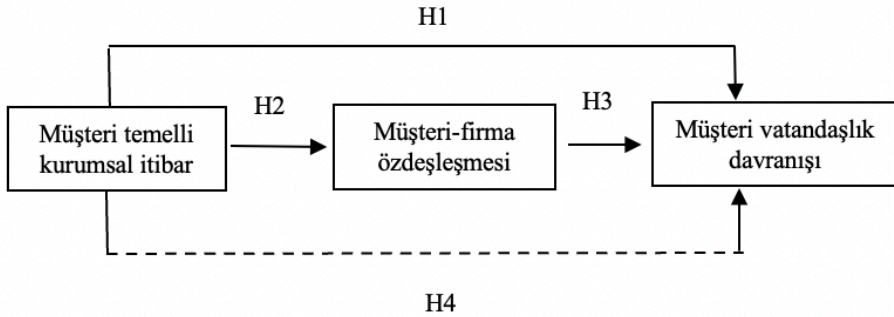 H1
H2
H3
Müşteri temelli
kurumsal itibar
Müşteri-firma
özdeşleşmesi
Müşteri vatandaşlık
davranışı
H4